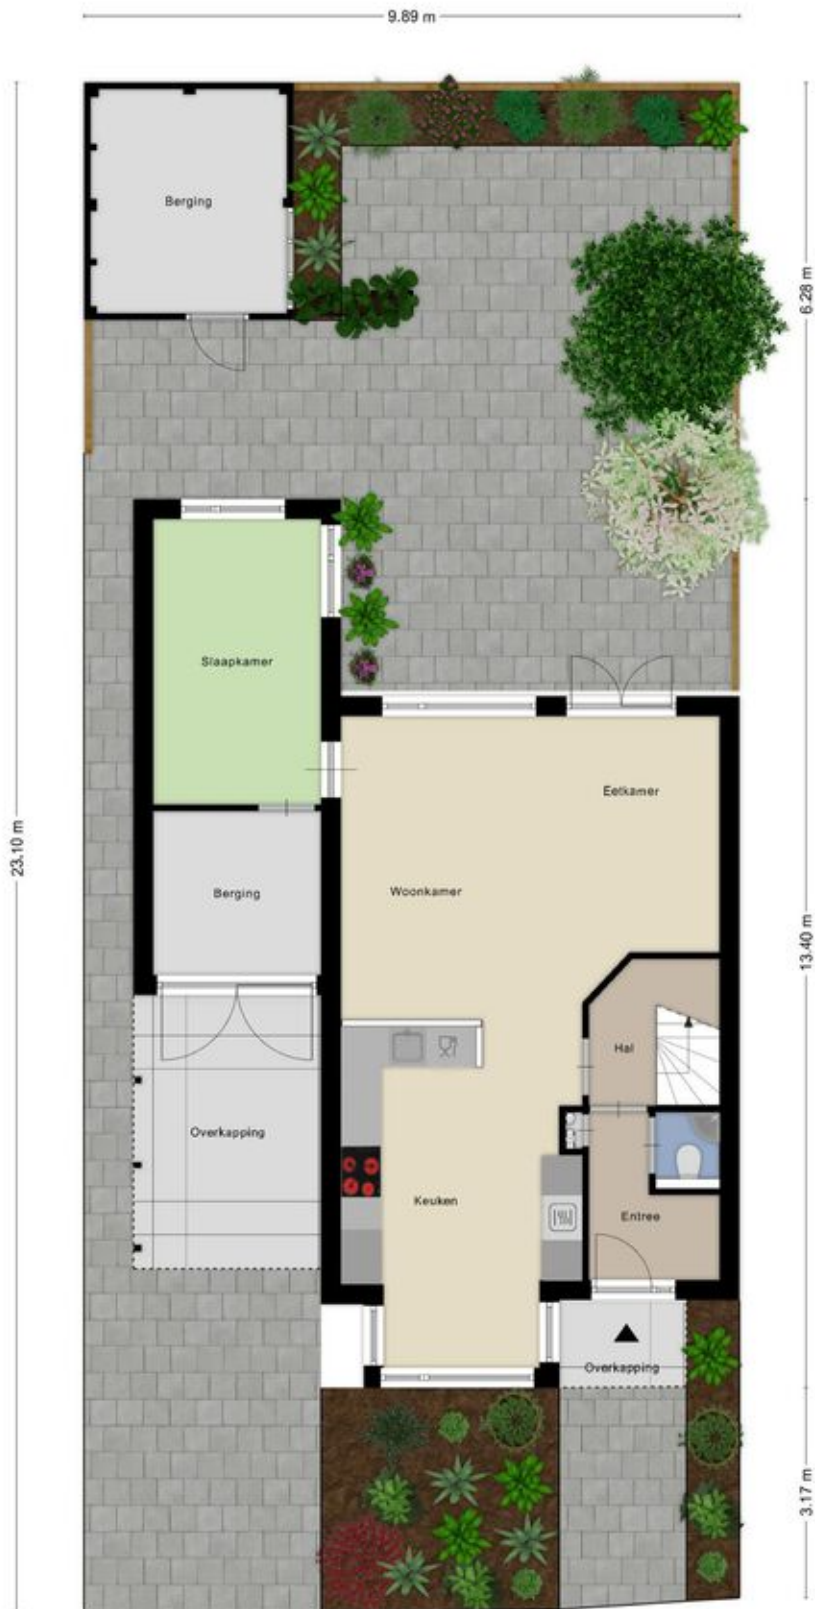 9.89 m
Berging
6.28 m
Slaapkamer
Eetkamer
23.10 m
Woonkamer
Berging
13.40 m
Hal
Overkapping
Keuken
Entree
Overkapping
3.17 m